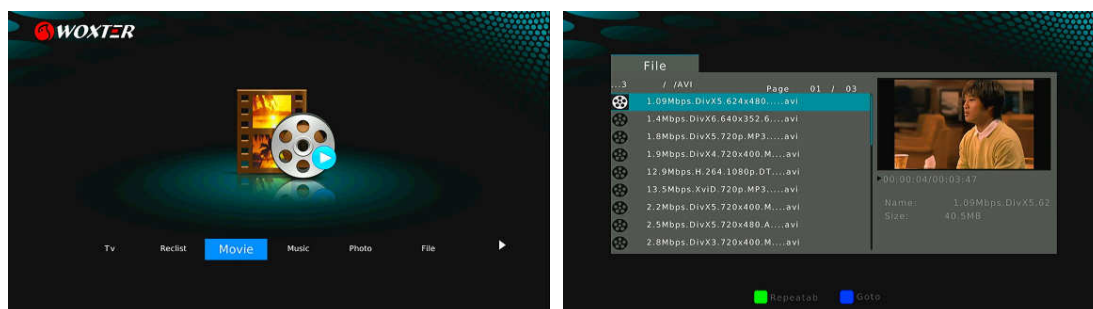 WOXTER
Tv Reclist Movie Music Photo File
File
...3 / /AVI Page 01 / 03
1.09Mbps.DivX5.624x480.....avi
1.4Mbps.DivX6.640x352.6....avi
1.8Mbps.DivX5.720p.MP3.....avi
1.9Mbps.DivX4.720x400.M....avi
12.9Mbps.H.264.1080p.DT....avi
13.5Mbps.XviD.720p.MP3.....avi
2.2Mbps.DivX5.720x400.M....avi
2.5Mbps.DivX5.720x480.A....avi
2.8Mbps.DivX3.720x400.M....avi
00:00:04/00:03:47
Name: 1.09Mbps.DivX5.62
Size: 40.5MB
Repeatab Goto